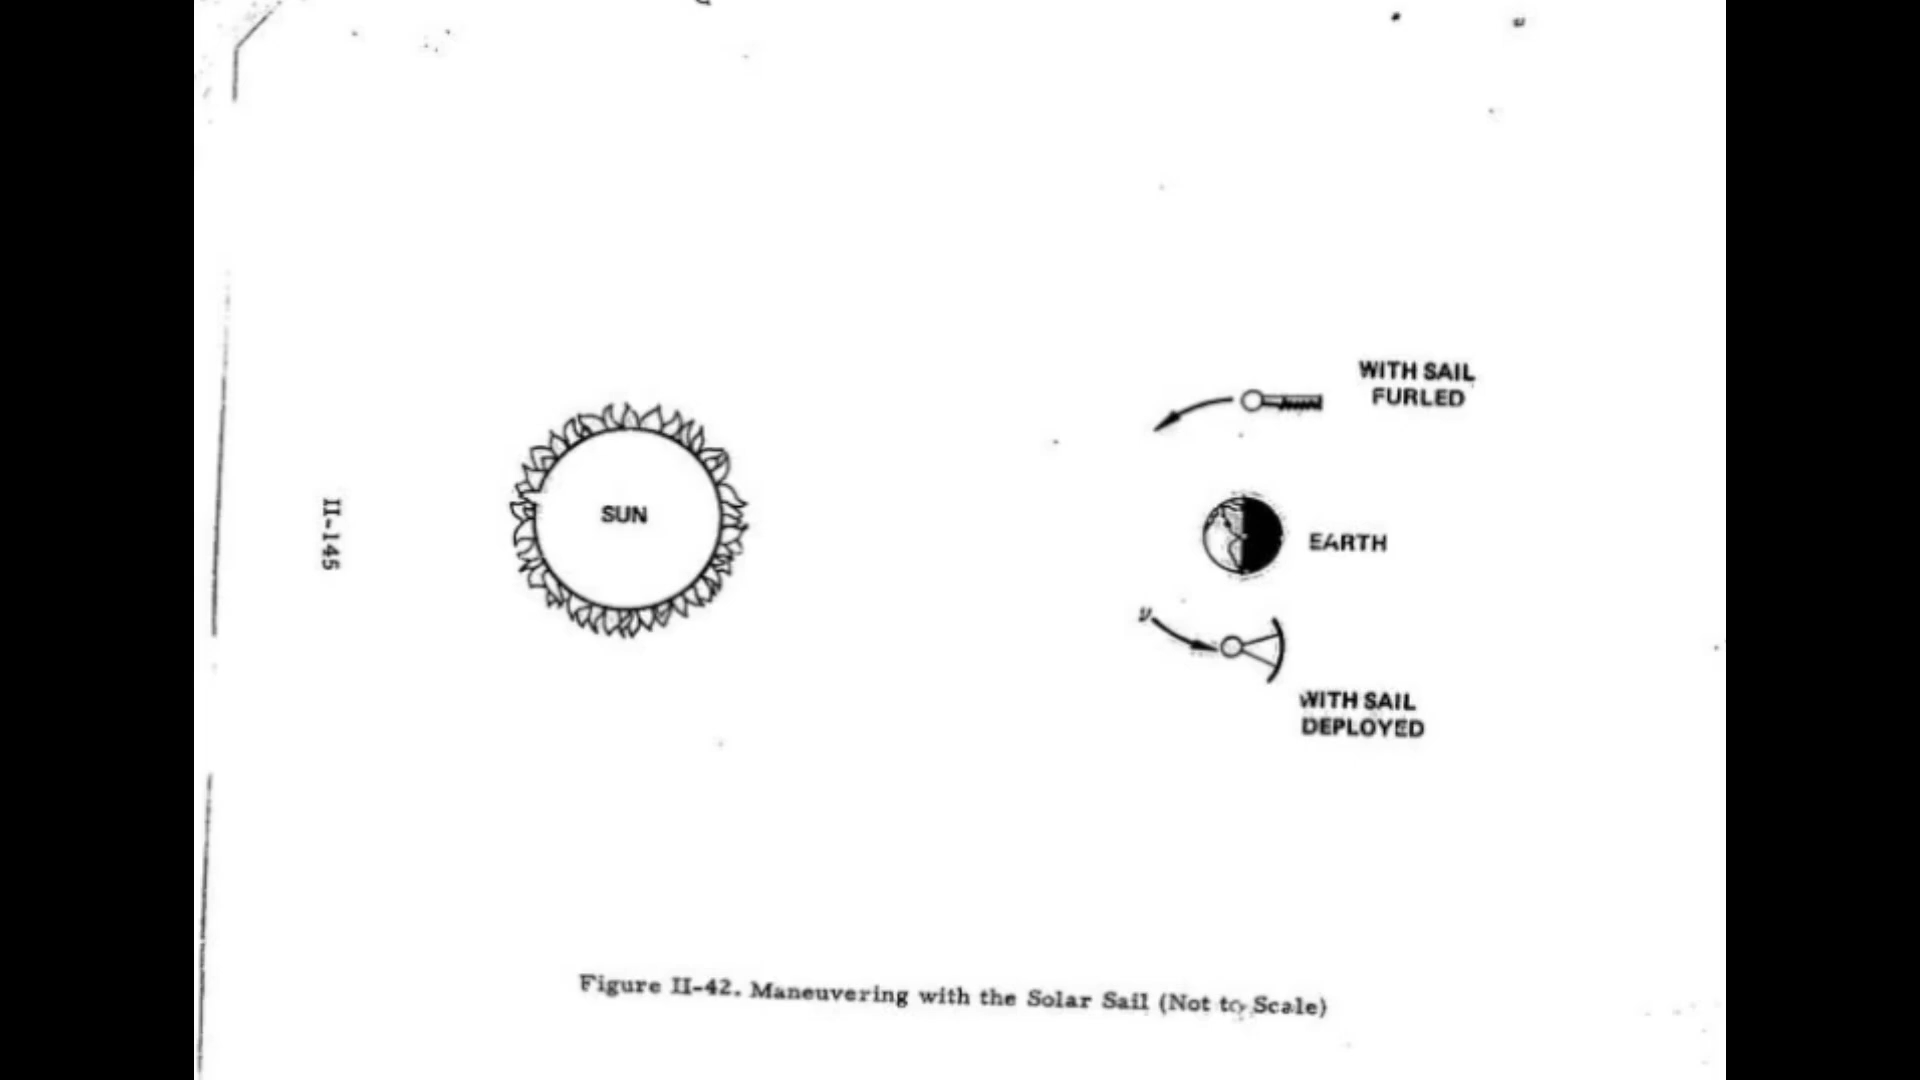 WITH SAIL
FURLED
SUN
EARTH
WITH SAIL
DEPLOYED
II-145
Figure II-42. Maneuvering with the Solar Sail (Not to Scale)